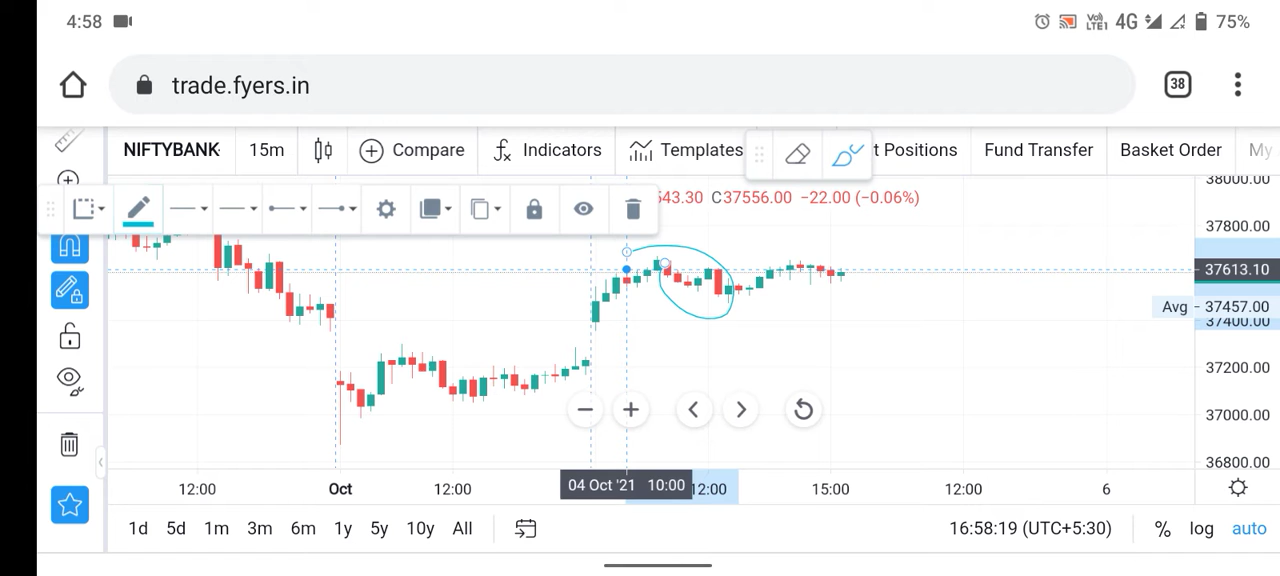 4:58 Vol LTE1 4G 75%
trade.fyers.in 38
NIFTYBANK 15m Compare Indicators Templates t Positions Fund Transfer Basket Order My
543.30 C37556.00 −22.00 (−0.06%)
38000.00
37800.00
37613.10
Avg 37457.00
37400.00
37200.00
37000.00
36800.00
12:00 Oct 12:00 04 Oct '21 10:00 12:00 15:00 12:00 6
1d 5d 1m 3m 6m 1y 5y 10y All 16:58:19 (UTC+5:30) % log auto